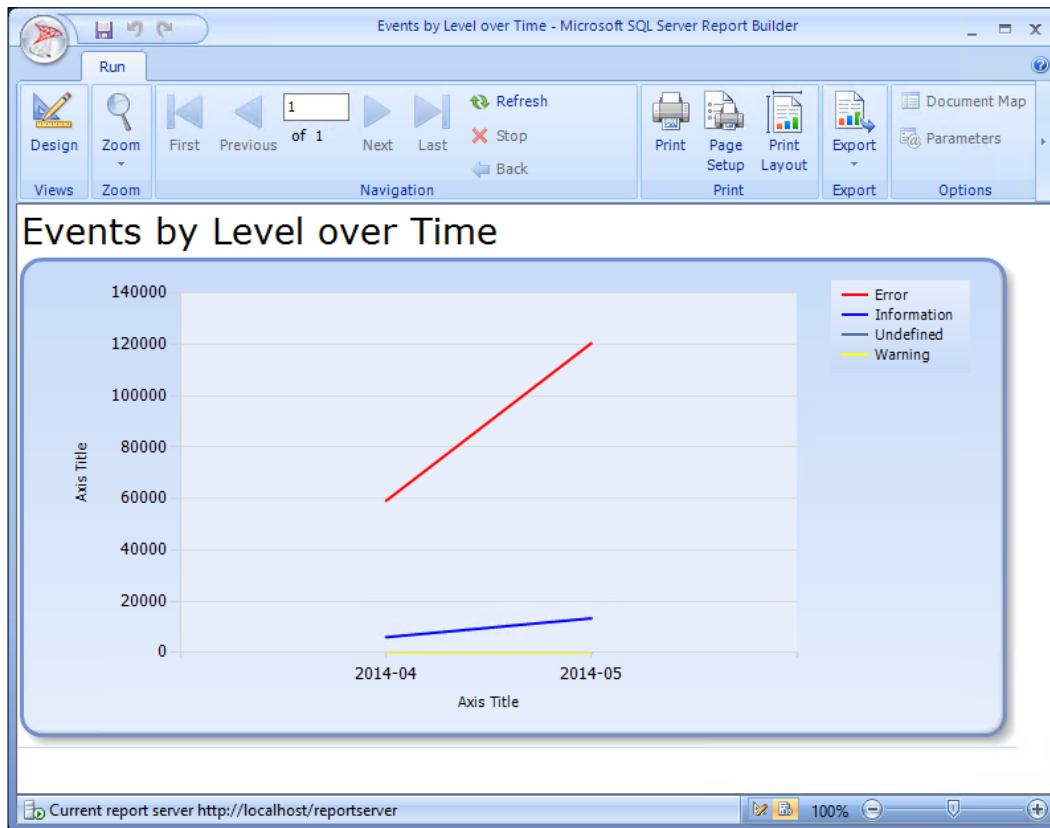 Events by Level over Time - Microsoft SQL Server Report Builder
Run
Design
Zoom
First
Previous
1
of 1
Next
Last
Refresh
Stop
Back
Print
Page
Setup
Print
Layout
Export
Document Map
Parameters
Views
Zoom
Navigation
Print
Export
Options
Events by Level over Time
140000
120000
100000
80000
60000
40000
20000
0
Axis Title
2014-04
2014-05
Axis Title
Error
Information
Undefined
Warning
Current report server http://localhost/reportserver
100%